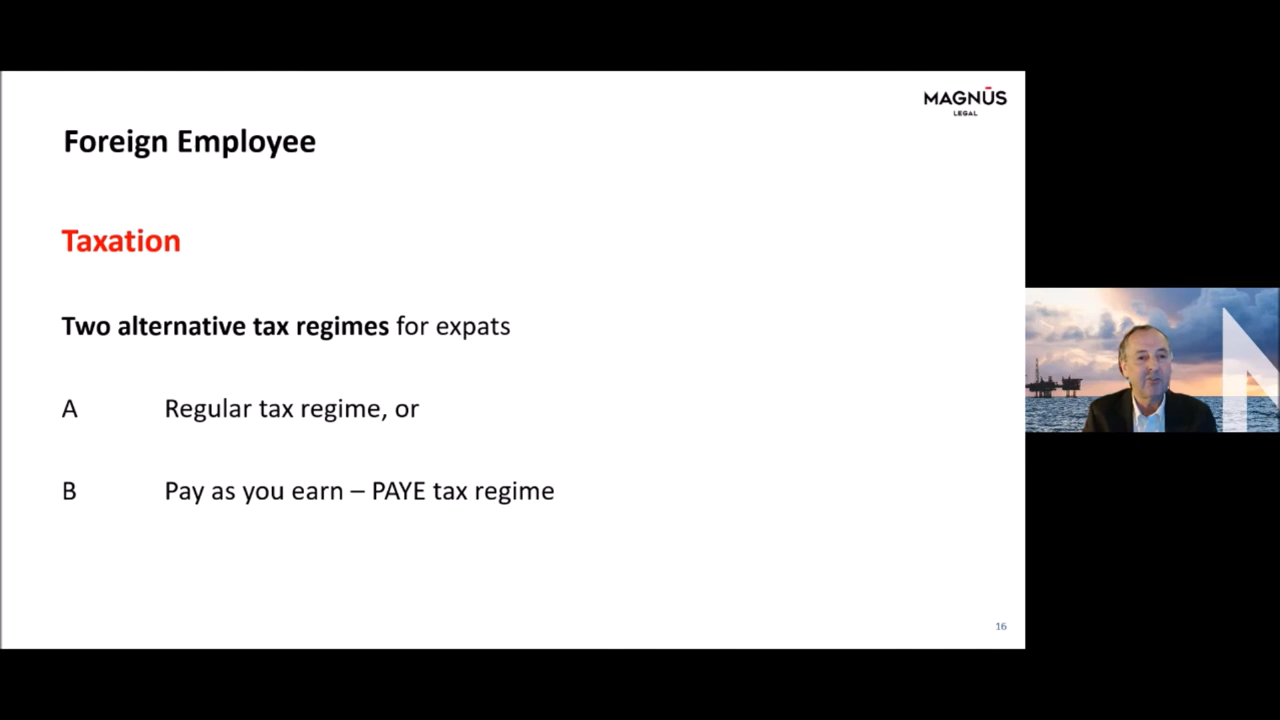 MAGNŪS
LEGAL
Foreign Employee
Taxation
Two alternative tax regimes for expats
A Regular tax regime, or
B Pay as you earn – PAYE tax regime
16